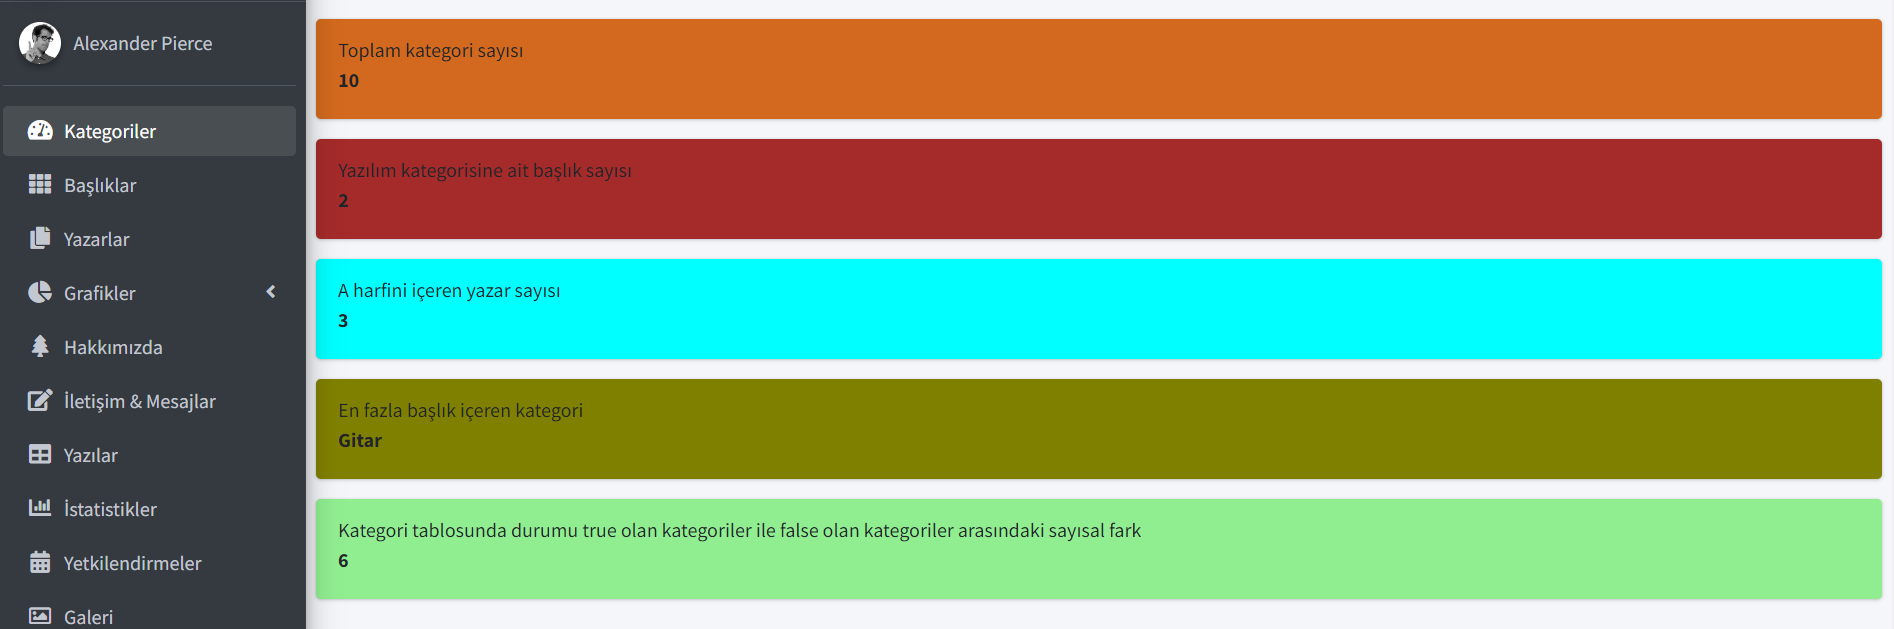 Alexander Pierce
Kategoriler
Başlıklar
Yazarlar
Grafikler
Hakkımızda
İletişim & Mesajlar
Yazılar
İstatistikler
Yetkilendirmeler
Galeri
Toplam kategori sayısı
10
Yazılım kategorisine ait başlık sayısı
2
A harfini içeren yazar sayısı
3
En fazla başlık içeren kategori
Gitar
Kategori tablosunda durumu true olan kategoriler ile false olan kategoriler arasındaki sayısal fark
6